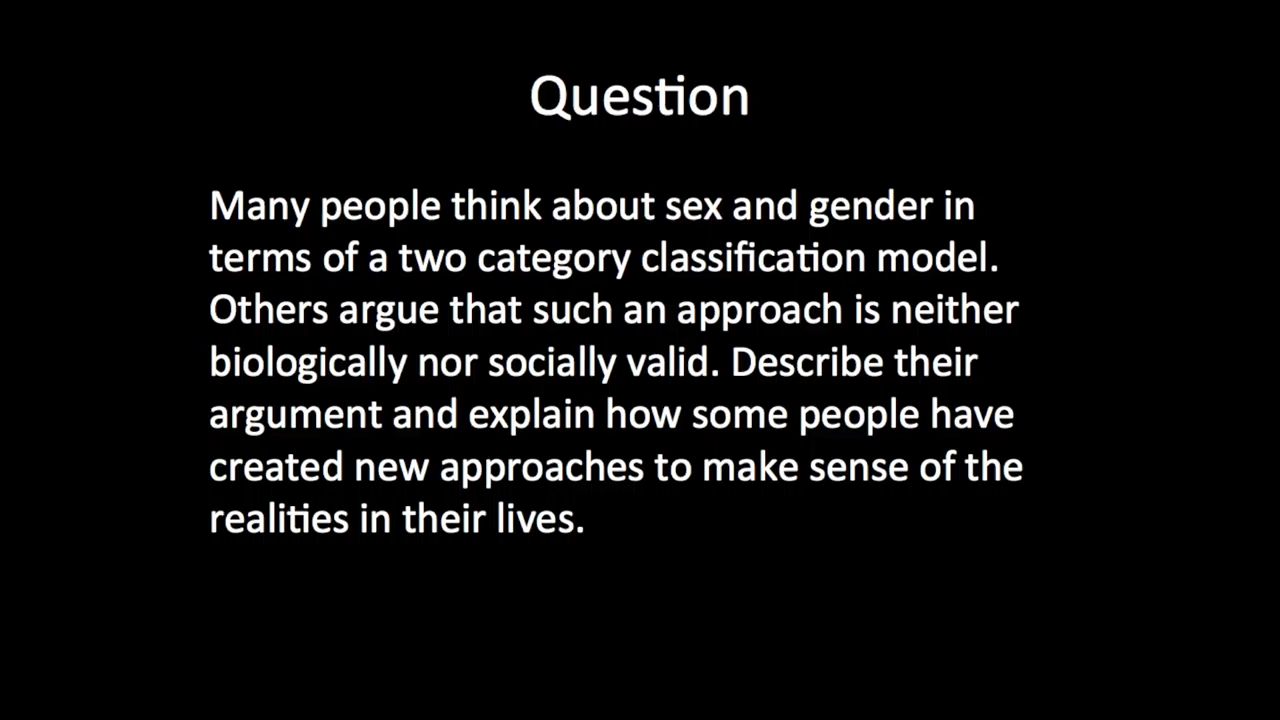 Question
Many people think about sex and gender in
terms of a two category classification model.
Others argue that such an approach is neither
biologically nor socially valid. Describe their
argument and explain how some people have
created new approaches to make sense of the
realities in their lives.